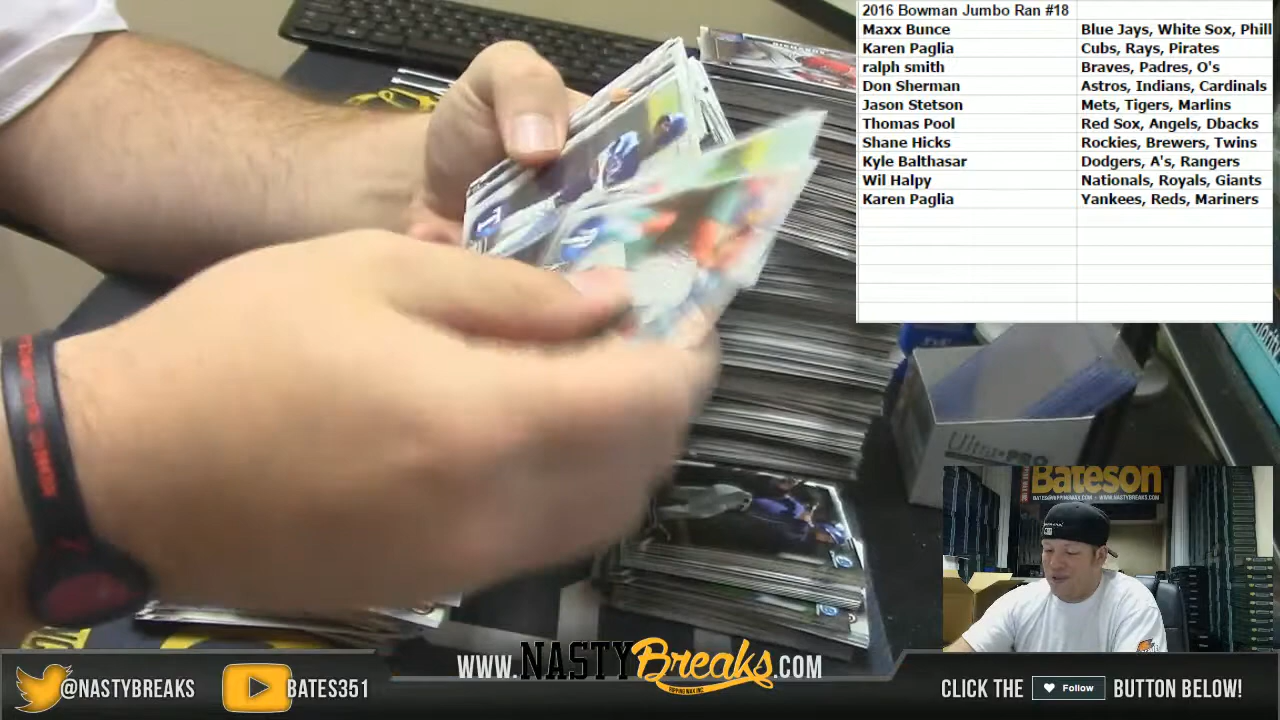 2016 Bowman Jumbo Ran #18
Maxx Bunce Blue Jays, White Sox, Phill
Karen Paglia Cubs, Rays, Pirates
ralph smith Braves, Padres, O's
Don Sherman Astros, Indians, Cardinals
Jason Stetson Mets, Tigers, Marlins
Thomas Pool Red Sox, Angels, Dbacks
Shane Hicks Rockies, Brewers, Twins
Kyle Balthasar Dodgers, A's, Rangers
Wil Halpy Nationals, Royals, Giants
Karen Paglia Yankees, Reds, Mariners
Ultra PRO
Bateson
@NASTYBREAKS
BATES351
WWW.NASTYBreaks.COM
RIPPING WAX INC.
CLICK THE Follow BUTTON BELOW!